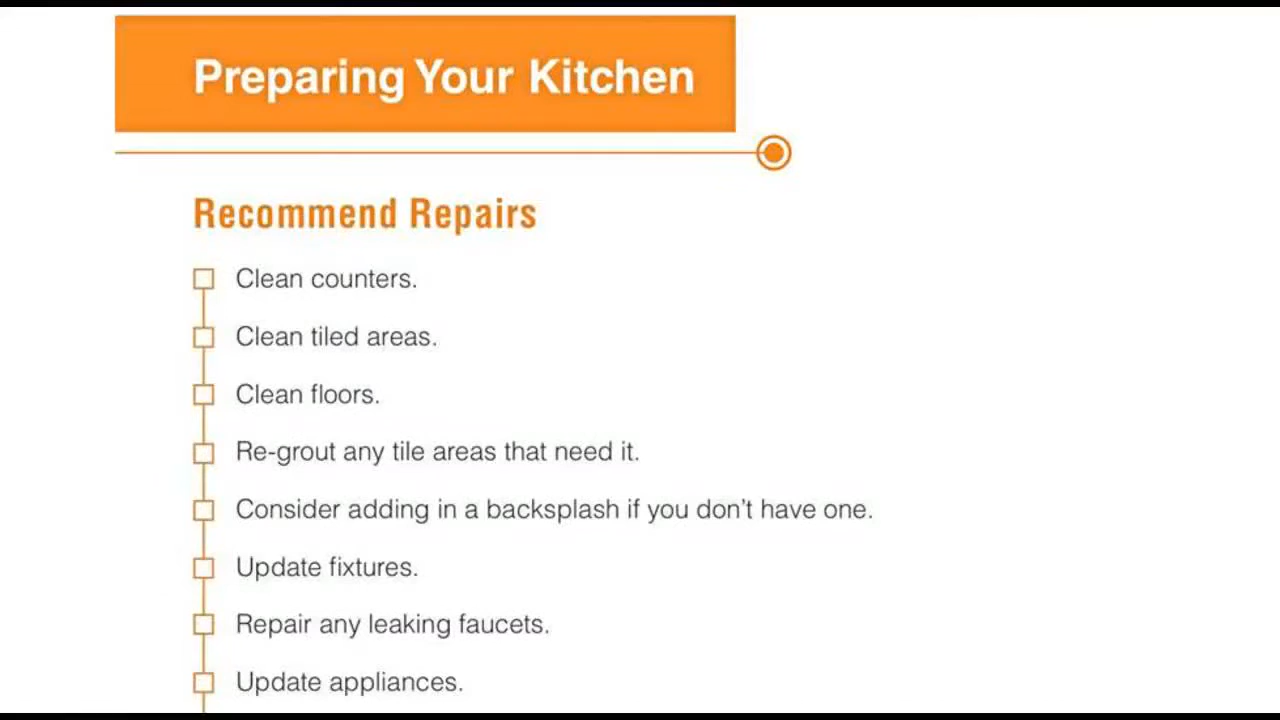 Preparing Your Kitchen
Recommend Repairs
Clean counters.
Clean tiled areas.
Clean floors.
Re-grout any tile areas that need it.
Consider adding in a backsplash if you don't have one.
Update fixtures.
Repair any leaking faucets.
Update appliances.